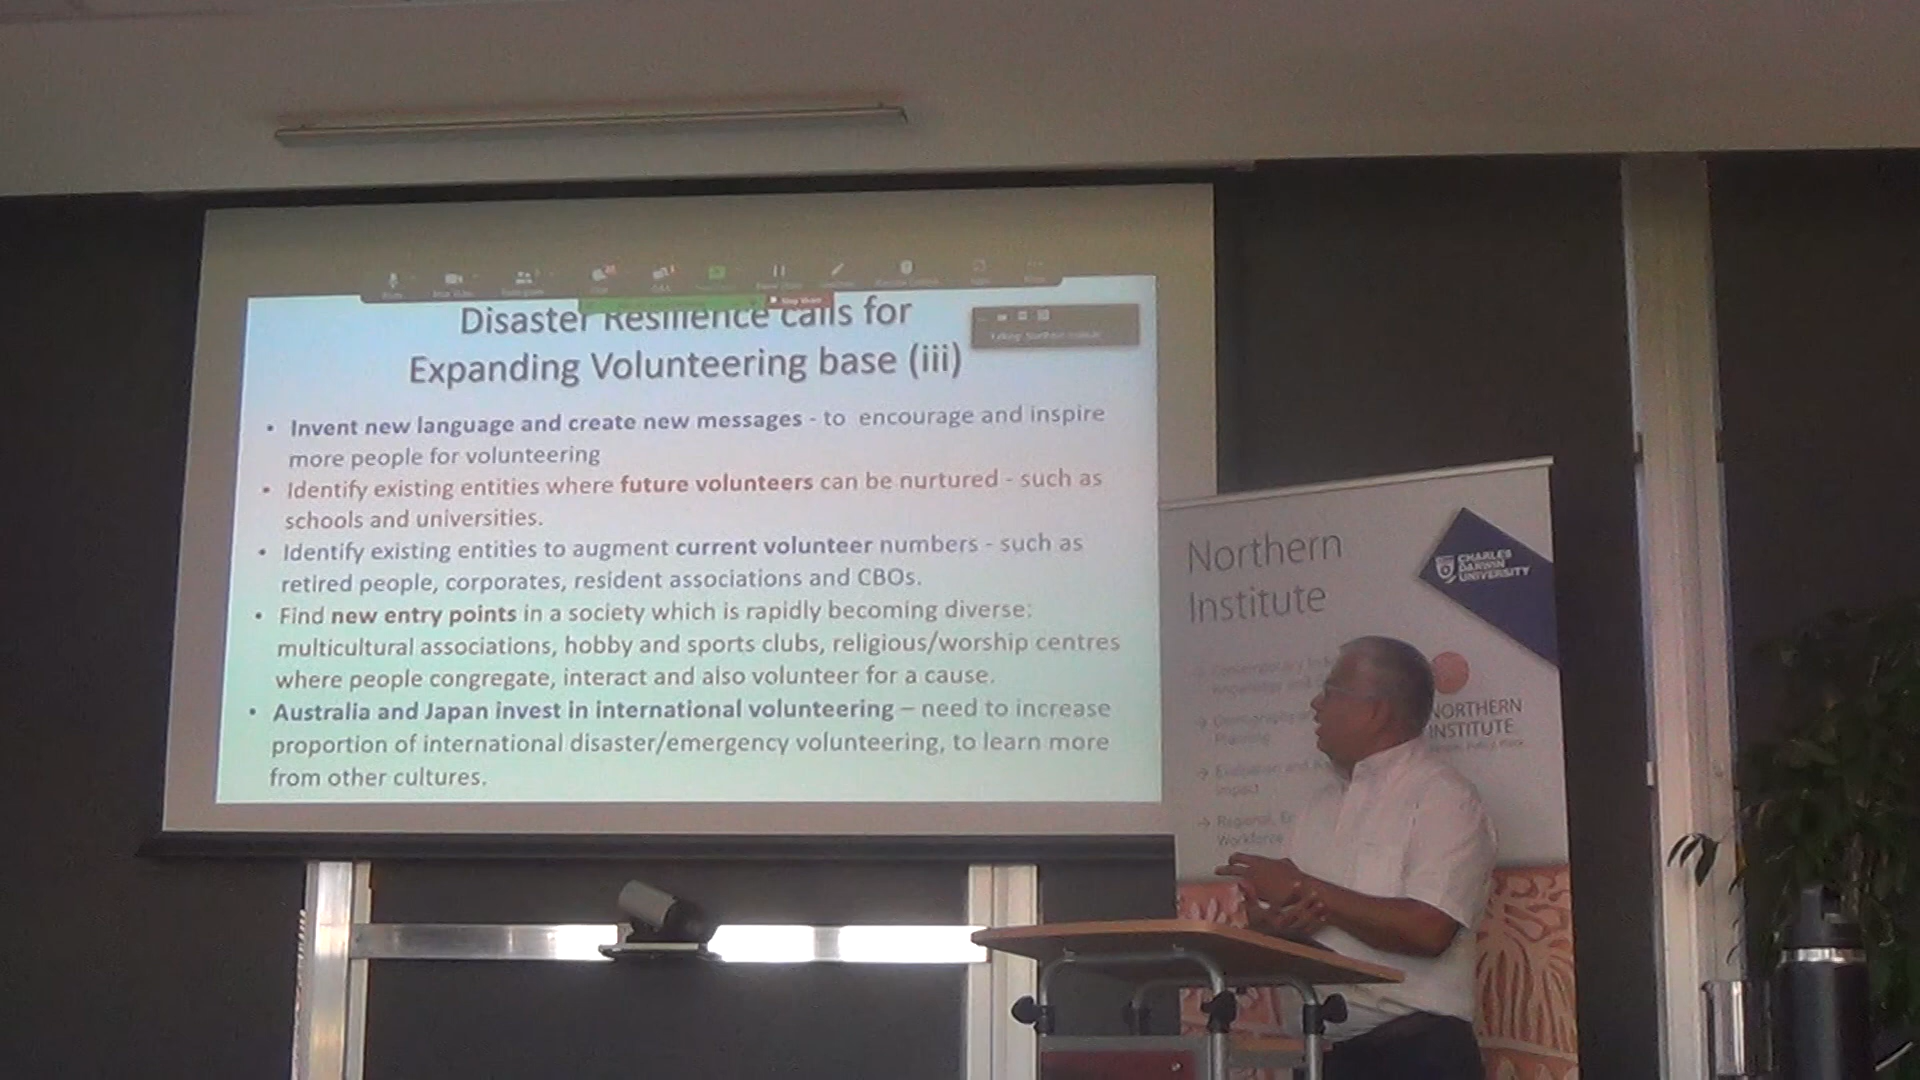 Disaster Resilience calls for
Expanding Volunteering base (iii)
• Invent new language and create new messages - to encourage and inspire
more people for volunteering
• Identify existing entities where future volunteers can be nurtured - such as
schools and universities.
• Identify existing entities to augment current volunteer numbers - such as
retired people, corporates, resident associations and CBOs.
• Find new entry points in a society which is rapidly becoming diverse:
multicultural associations, hobby and sports clubs, religious/worship centres
where people congregate, interact and also volunteer for a cause.
• Australia and Japan invest in international volunteering – need to increase
proportion of international disaster/emergency volunteering, to learn more
from other cultures.
Northern
Institute
CHARLES
DARWIN
UNIVERSITY
NORTHERN
INSTITUTE
Evaluation and
Impact
Regional,
Workforce